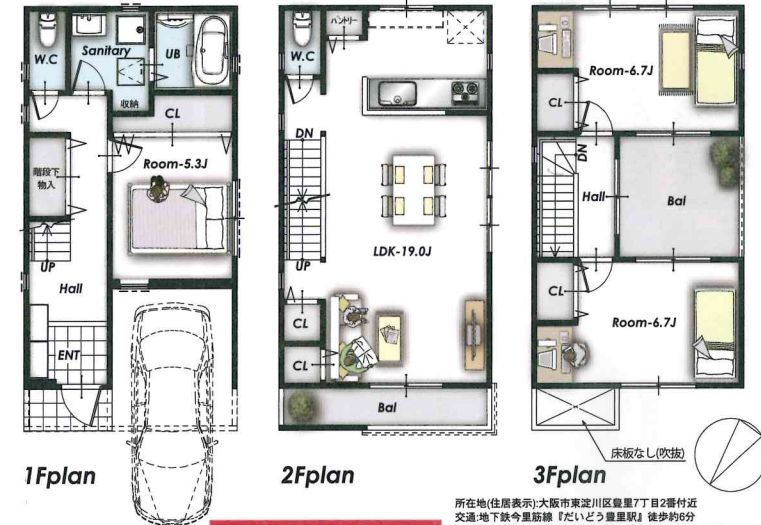 W.C
Sanitary
UB
収納
CL
Room-5.3J
階段下
物入
UP
Hall
ENT
1Fplan
W.C
パントリー
DN
LDK-19.0J
UP
CL
CL
Bal
2Fplan
Room-6.7J
CL
DN
Hall
Bal
CL
Room-6.7J
床板なし(吹抜)
3Fplan
所在地(住居表示):大阪市東淀川区豊里7丁目2番付近
交通:地下鉄今里筋線『だいどう豊里駅』徒歩約6分